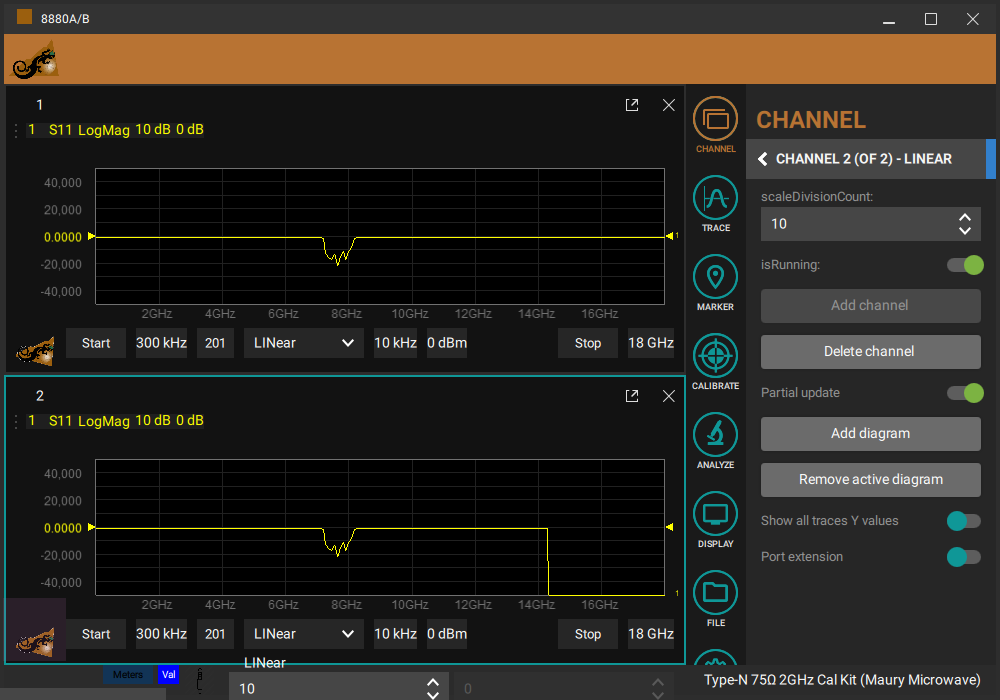 8880A/B
1
1 S11 LogMag 10 dB 0 dB
40,000
20,000
0.0000
-20,000
-40,000
1
2GHz 4GHz 6GHz 8GHz 10GHz 12GHz 14GHz 16GHz
Start 300 kHz 201 LINear 10 kHz 0 dBm Stop 18 GHz
2
1 S11 LogMag 10 dB 0 dB
40,000
20,000
0.0000
-20,000
-40,000
1
2GHz 4GHz 6GHz 8GHz 10GHz 12GHz 14GHz 16GHz
Start 300 kHz 201 LINear 10 kHz 0 dBm Stop 18 GHz
LINear
Meters Val
10 0
CHANNEL
TRACE
MARKER
CALIBRATE
ANALYZE
DISPLAY
FILE
CHANNEL
CHANNEL 2 (OF 2) - LINEAR
scaleDivisionCount:
10
isRunning:
Add channel
Delete channel
Partial update
Add diagram
Remove active diagram
Show all traces Y values
Port extension
Type-N 75Ω 2GHz Cal Kit (Maury Microwave)